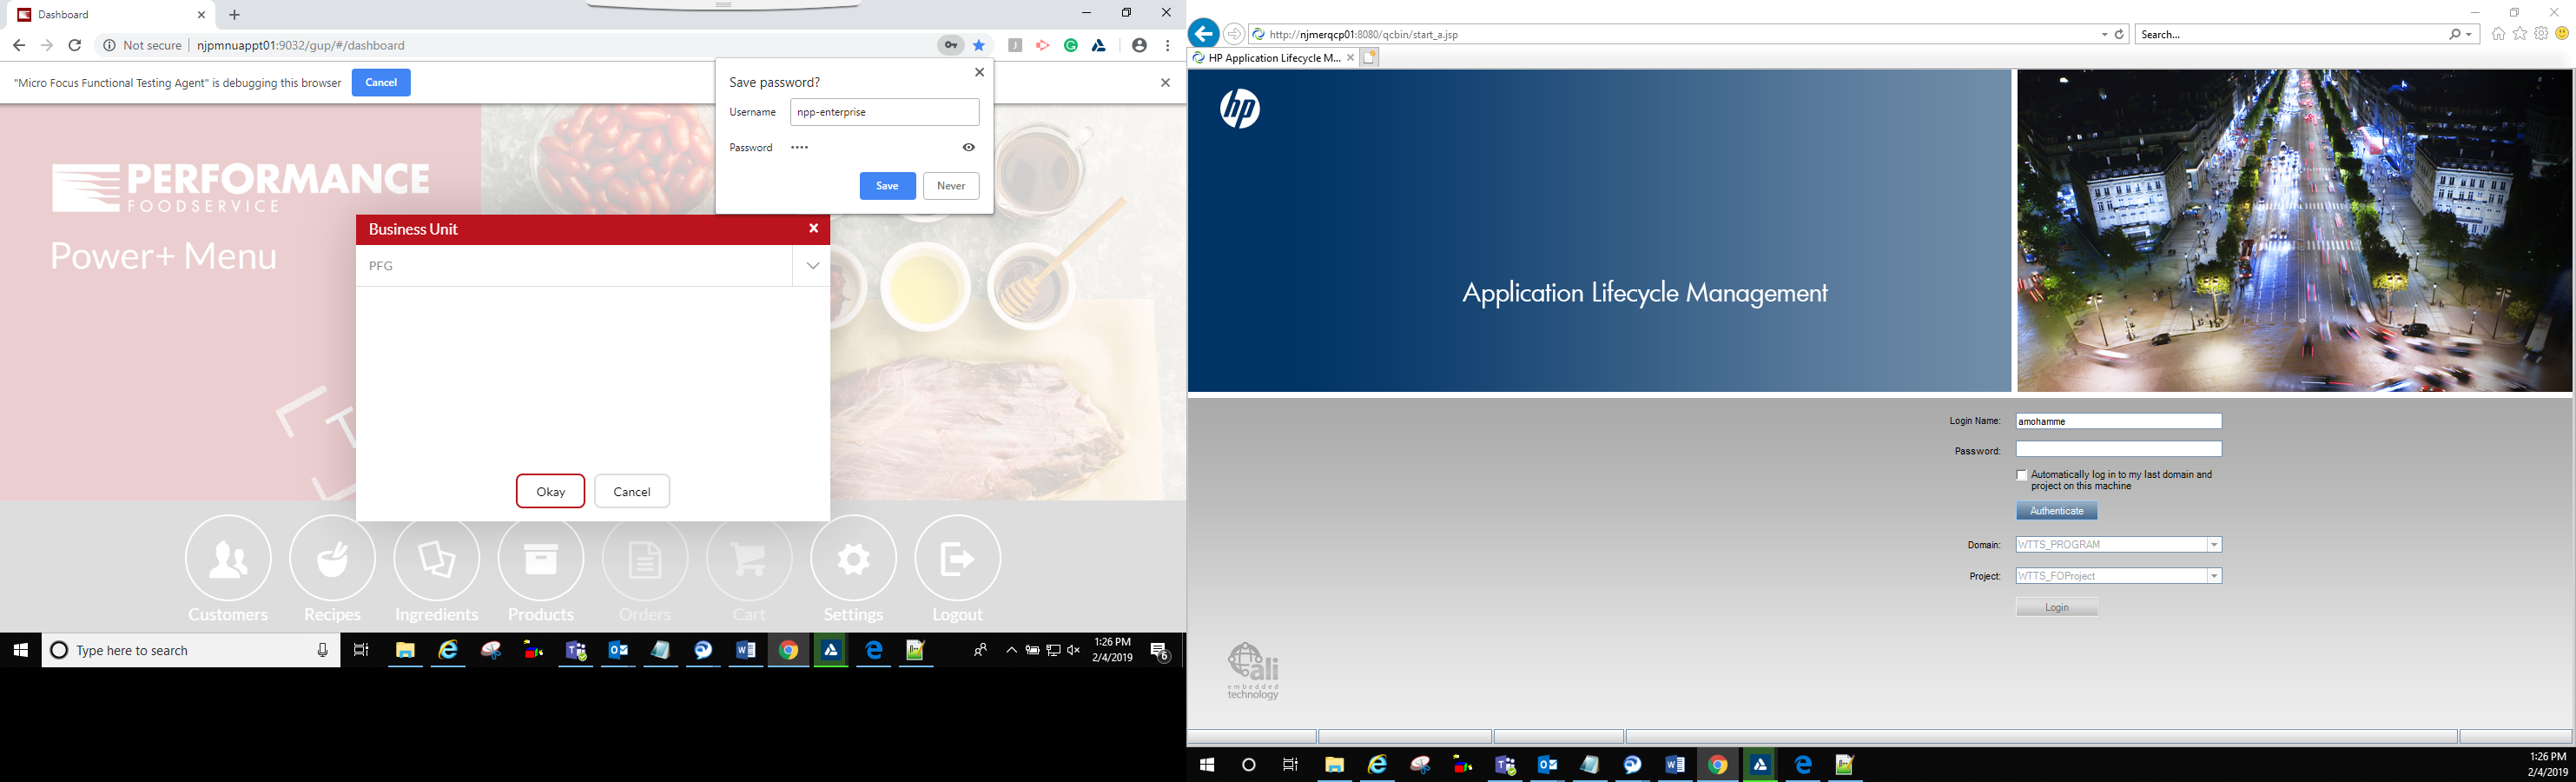 Dashboard
Not secure | njpmnuappt01:9032/gup/#/dashboard
"Micro Focus Functional Testing Agent" is debugging this browser
Cancel
Save password?
Username
npp-enterprise
Password
••••
Save
Never
PERFORMANCE
FOODSERVICE
Power+ Menu
Business Unit
PFG
Okay
Cancel
Customers
Recipes
Ingredients
Products
Orders
Cart
Settings
Logout
Type here to search
1:26 PM
2/4/2019
6
http://njmerqcp01:8080/qcbin/start_a.jsp
Search...
HP Application Lifecycle M...
hp
Application Lifecycle Management
Login Name:
amohamme
Password:
Automatically log in to my last domain and
project on this machine
Authenticate
Domain:
WTTS_PROGRAM
Project:
WTTS_FOProject
Login
ali
embedded
technology
1:26 PM
2/4/2019